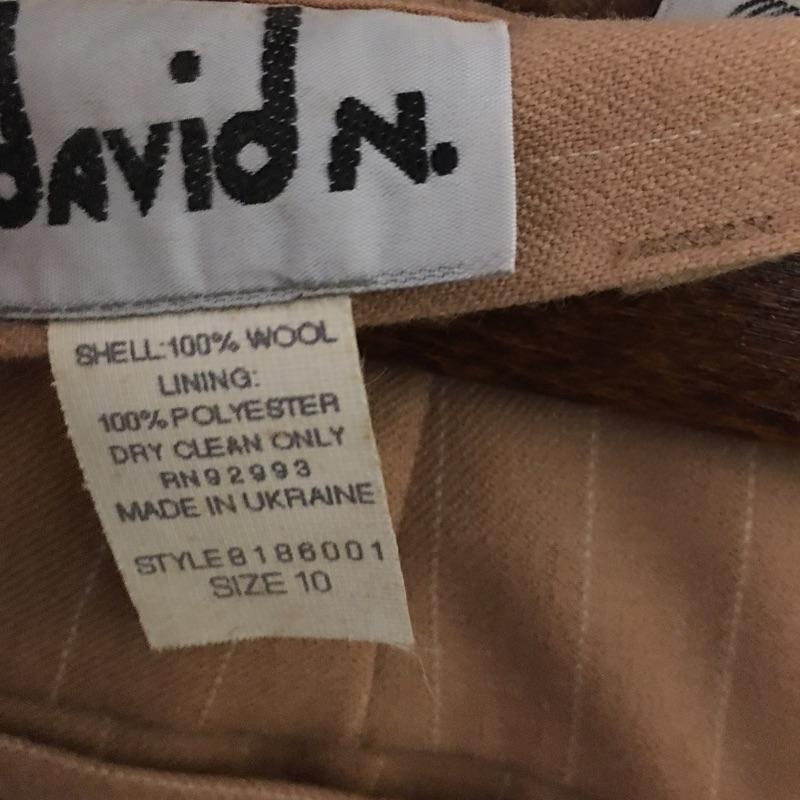 david N.
SHELL:100% WOOL
LINING:
100% POLYESTER
DRY CLEAN ONLY
RN92993
MADE IN UKRAINE
STYLE8186001
SIZE 10